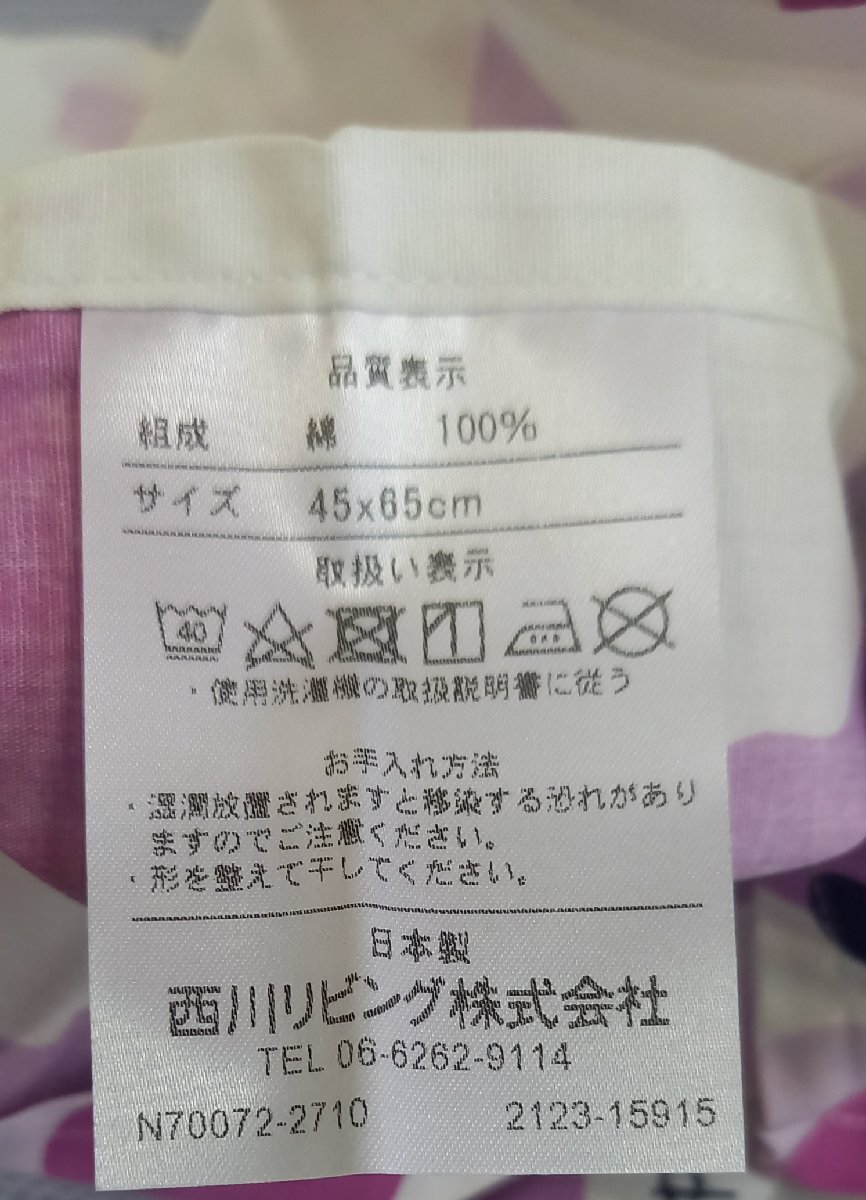 品質表示
組成 綿 100%
サイズ 45x65cm
取扱い表示
40
・使用洗濯機の取扱説明書に従う
お手入れ方法
・湿潤放置されますと移染する恐れがあり
ますのでご注意ください。
・形を整えて干してください。
日本製
西川リビング株式会社
TEL 06-6262-9114
N70072-2710 2123-15915